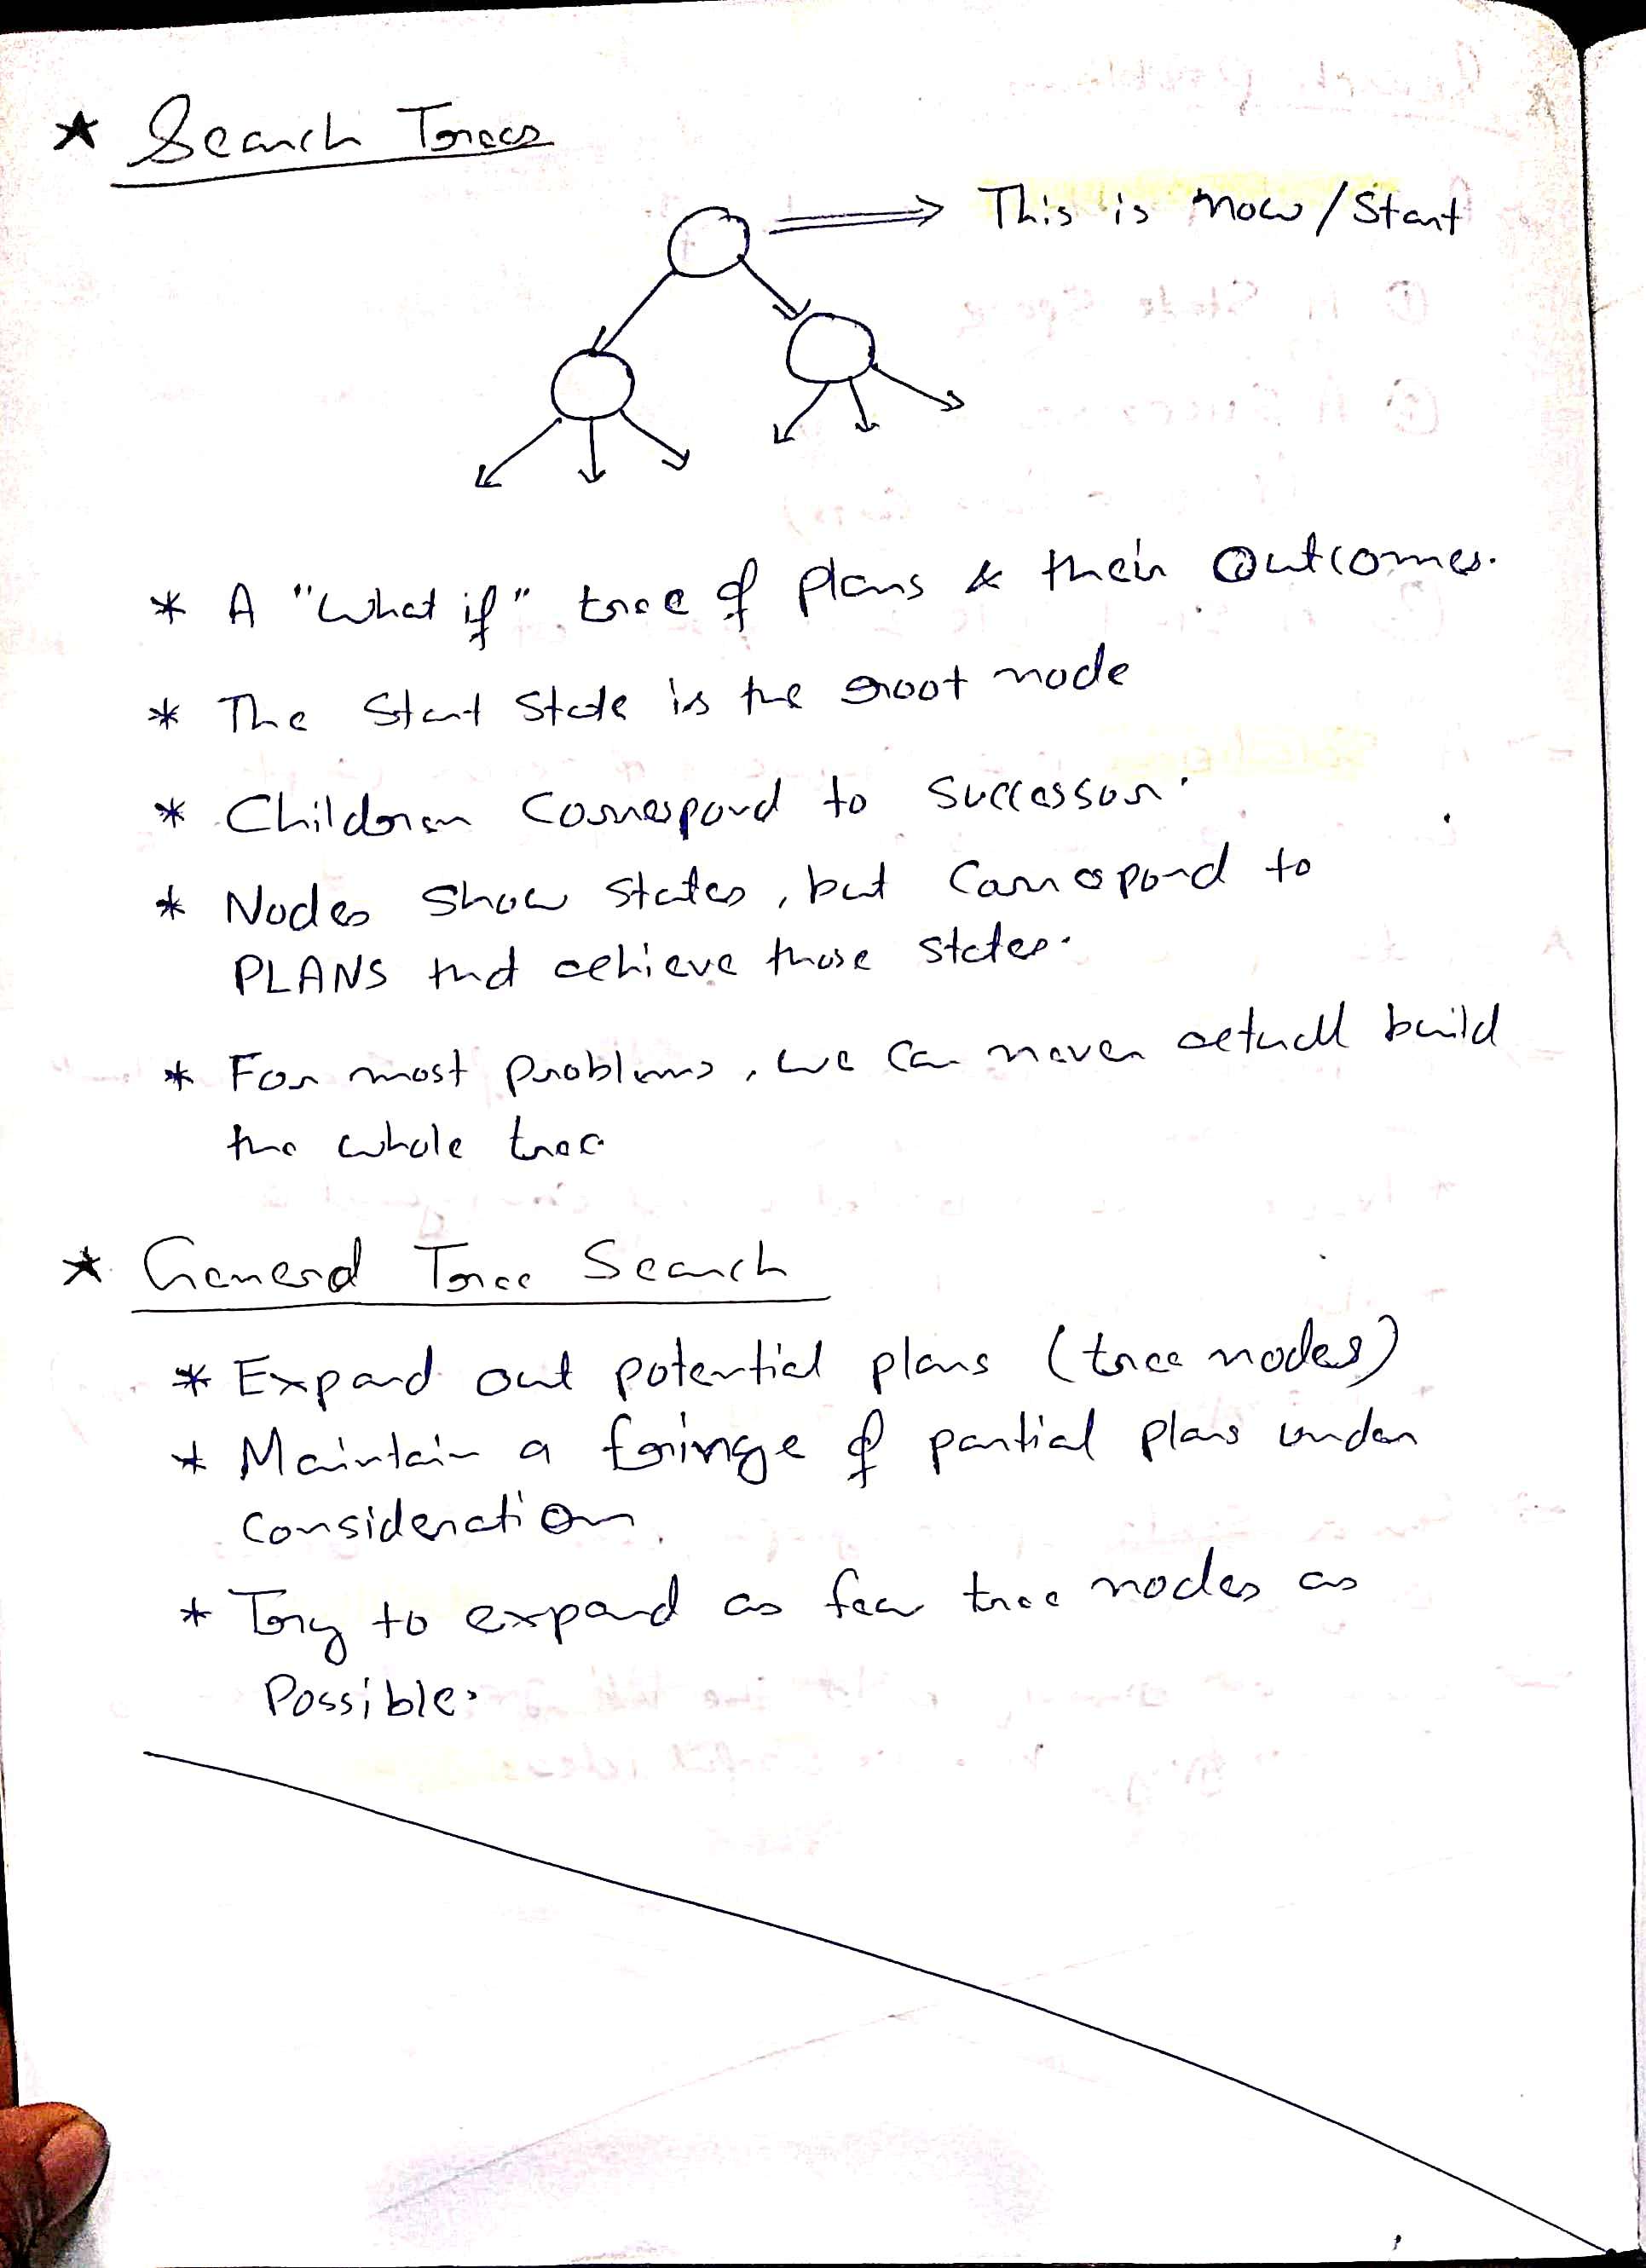 ★ Search Trees
This is now/Start
* A "What if" tree of plans & their Outcomes.
* The Start State is the root node
* Children Correspond to Successor.
* Nodes Show States, but Correspond to
PLANS that achieve those states.
* For most problems, we can never actuall build
the whole tree
★ General Tree Search
* Expand out potential plans (tree nodes)
* Maintain a fringe of partial plans under
Consideration.
* Try to expand as few tree nodes as
Possible.